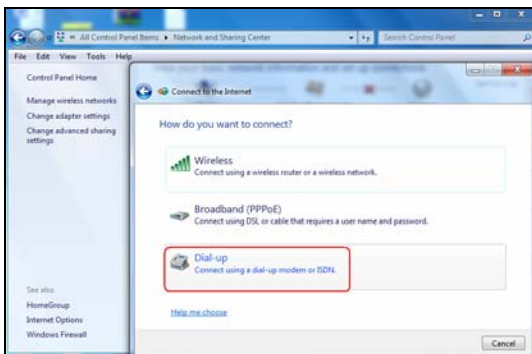 « All Control Panel Items ▸ Network and Sharing Center
Search Control Panel
File Edit View Tools Help
Control Panel Home
Manage wireless networks
Change adapter settings
Change advanced sharing
settings
See also
HomeGroup
Internet Options
Windows Firewall
Connect to the Internet
How do you want to connect?
Wireless
Connect using a wireless router or a wireless network.
Broadband (PPPoE)
Connect using DSL or cable that requires a user name and password.
Dial-up
Connect using a dial-up modem or ISDN.
Help me choose
Cancel